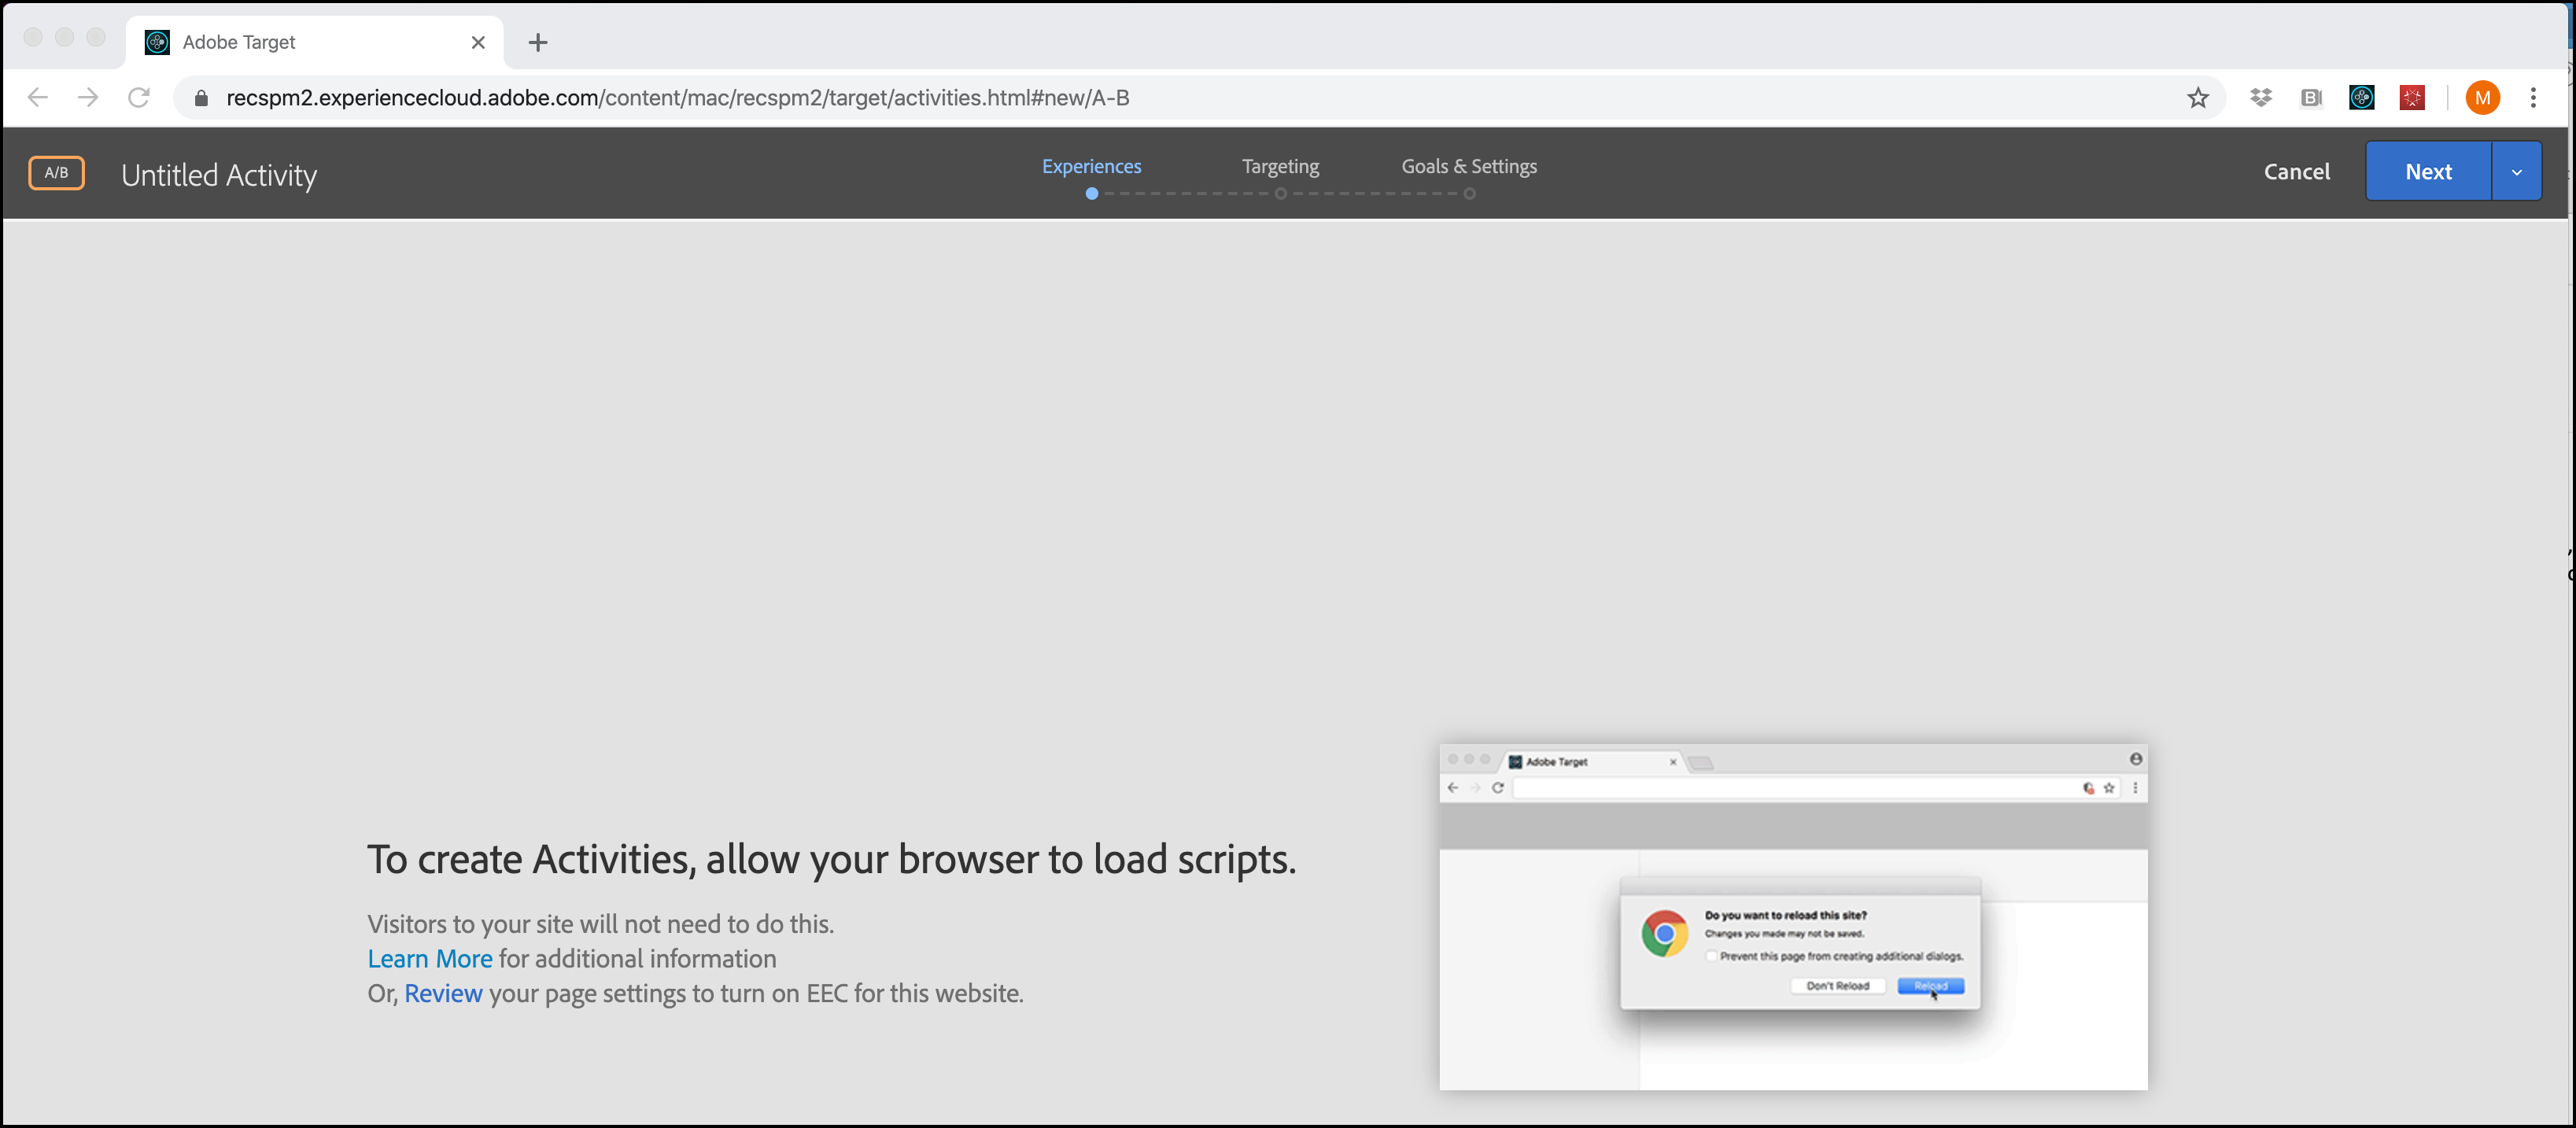 Adobe Target
recspm2.experiencecloud.adobe.com/content/mac/recspm2/target/activities.html#new/A-B
M
A/B
Untitled Activity
Experiences
Targeting
Goals & Settings
Cancel
Next
To create Activities, allow your browser to load scripts.
Visitors to your site will not need to do this.
Learn More for additional information
Or, Review your page settings to turn on EEC for this website.
Adobe Target
Do you want to reload this site?
Changes you made may not be saved.
Prevent this page from creating additional dialogs.
Don't Reload
Reload